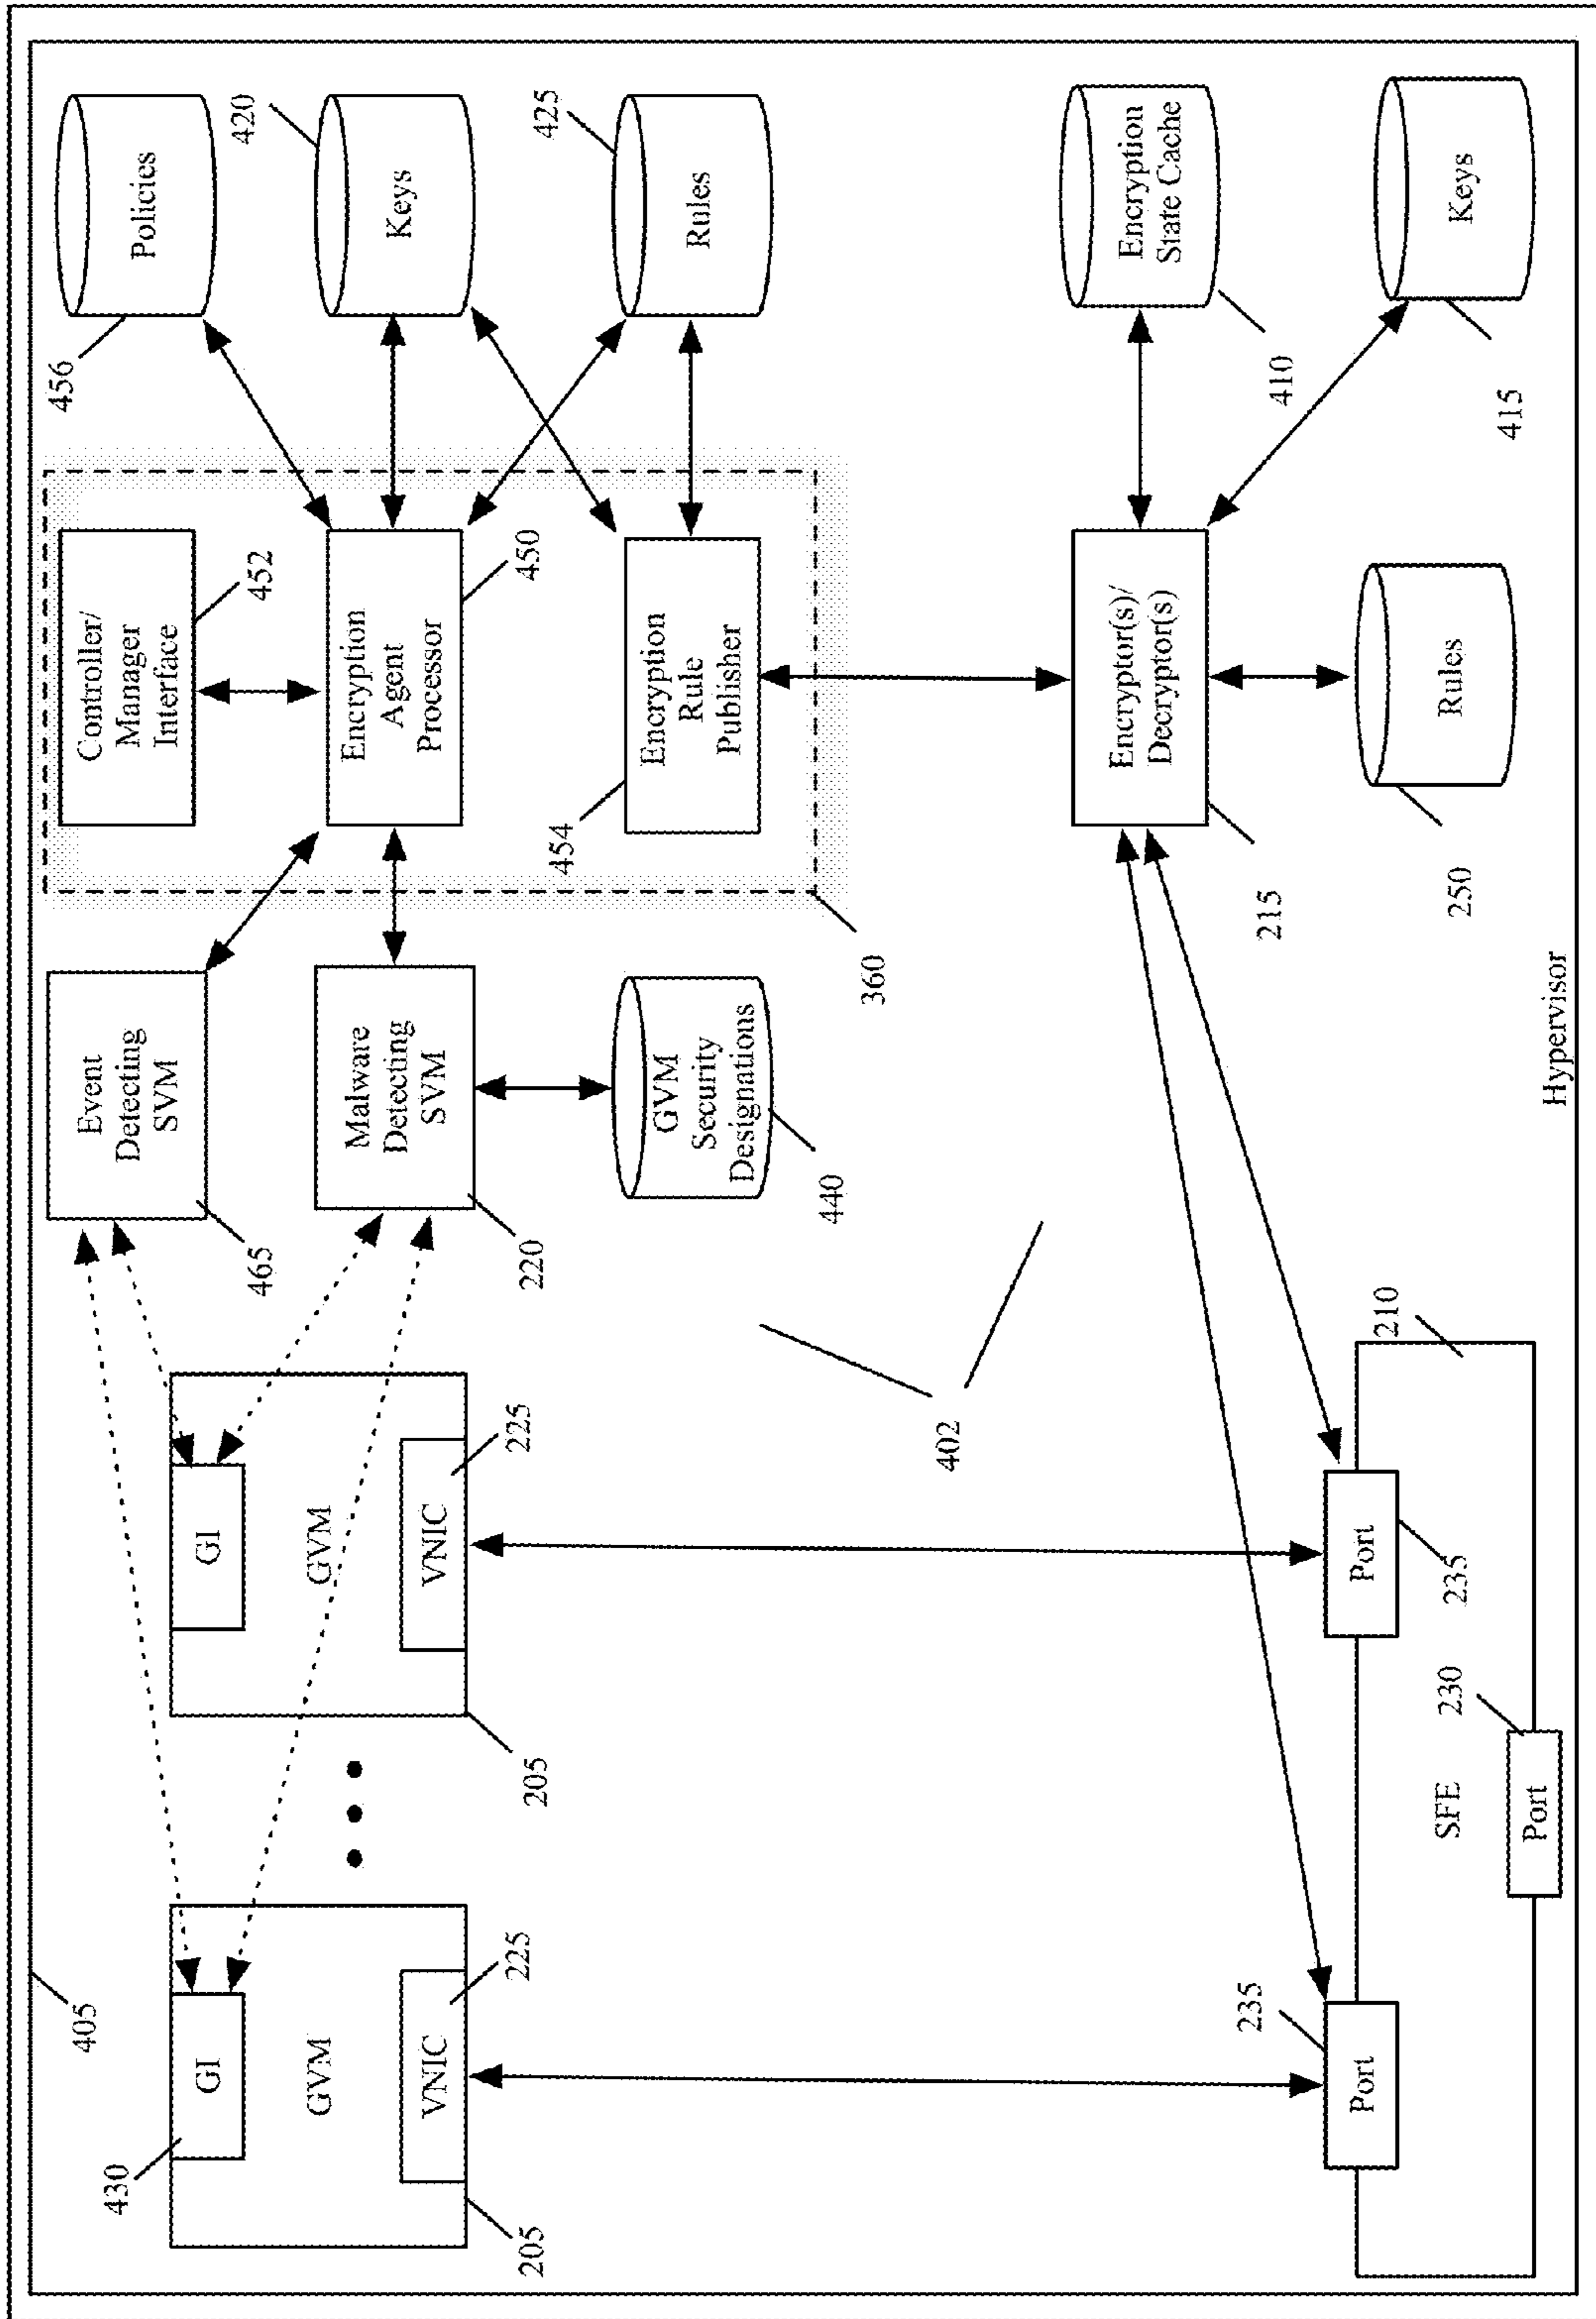 405
430
GI
GVM
VNIC
225
205
GI
GVM
VNIC
225
205
Event
Detecting
SVM
465
Malware
Detecting
SVM
220
GVM
Security
Designations
440
Controller/
Manager
Interface
452
Encryption
Agent
Processor
450
Encryption
Rule
Publisher
454
360
Policies
456
Keys
420
Rules
425
402
Encryptor(s)/
Decryptor(s)
215
Encryption
State Cache
410
Keys
415
Rules
250
235
Port
Port
235
SFE
230
Port
210
Hypervisor